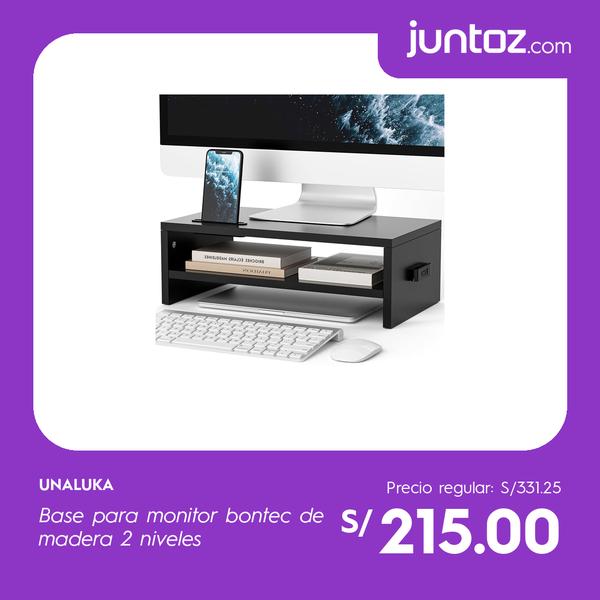 juntoz.com
UNALUKA
Base para monitor bontec de
madera 2 niveles
Precio regular: S/331.25
S/215.00